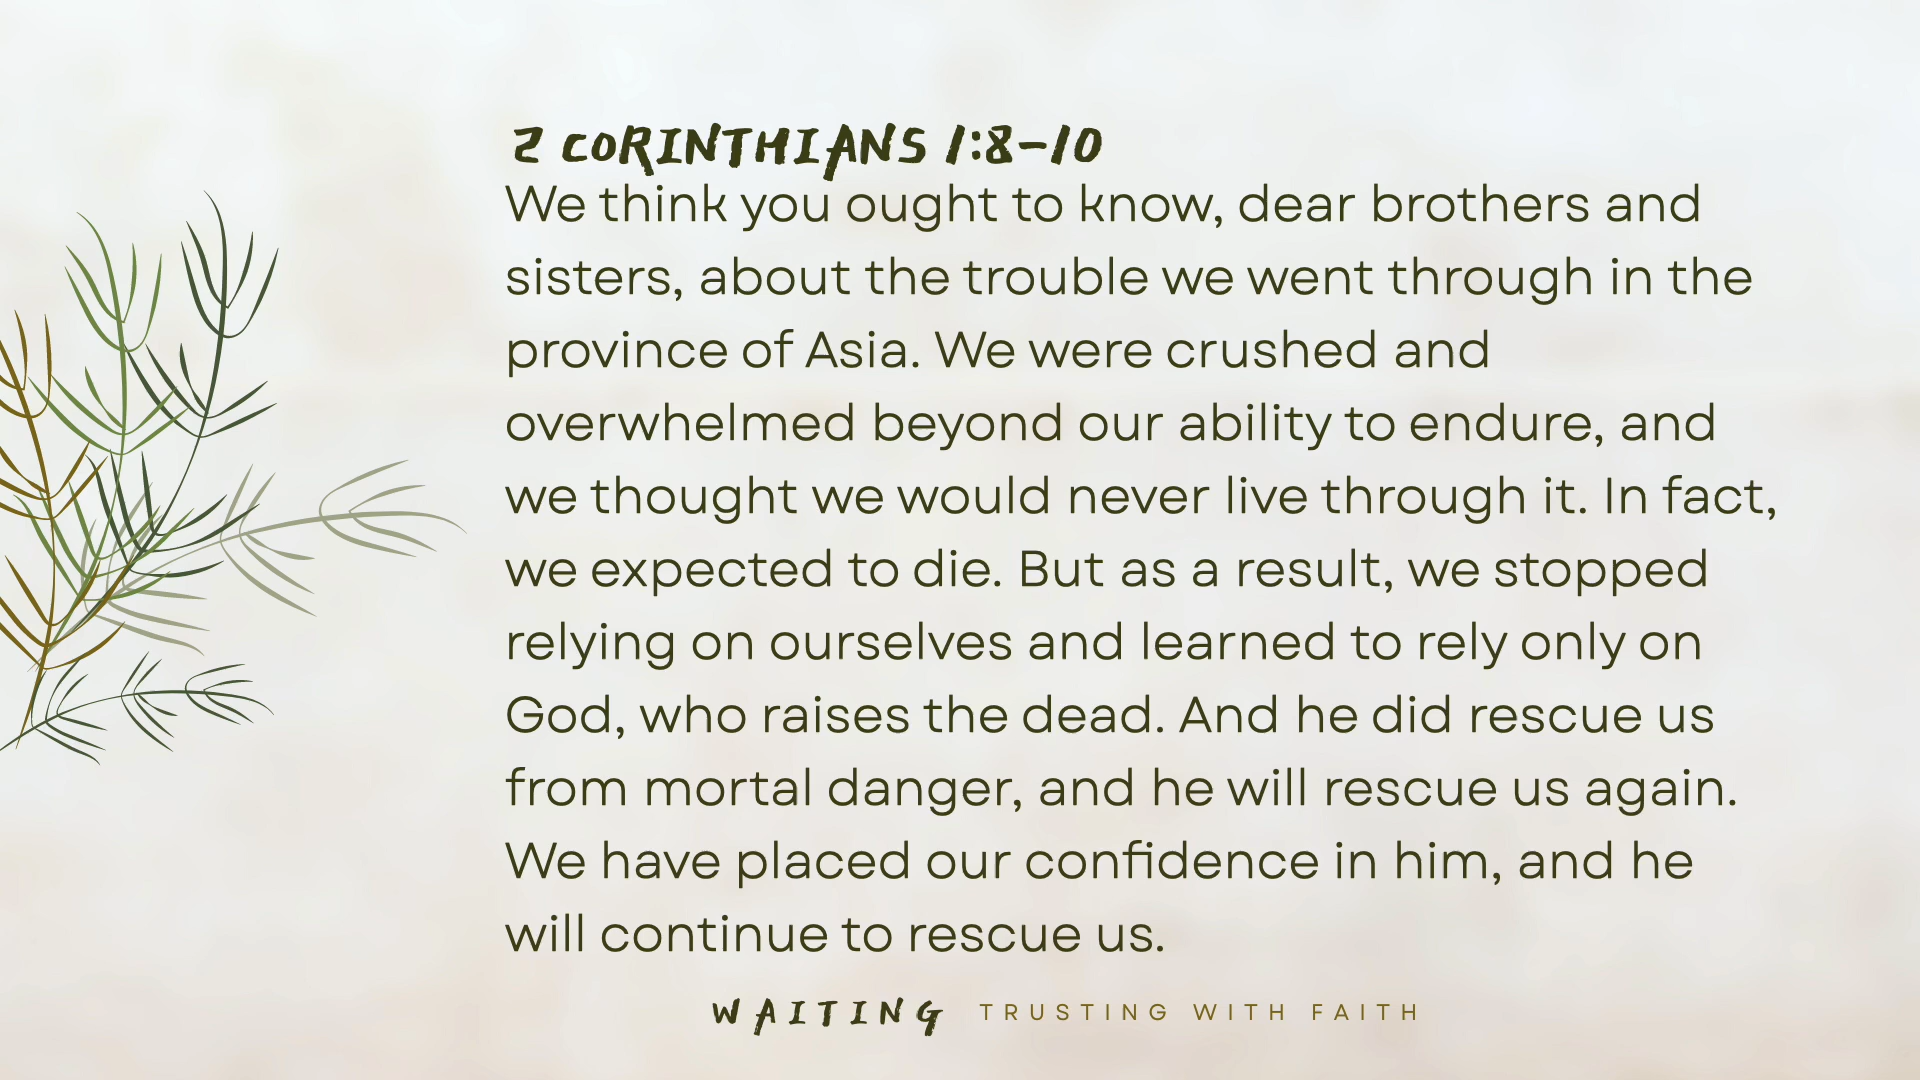 2 CORINTHIANS 1:8-10
We think you ought to know, dear brothers and
sisters, about the trouble we went through in the
province of Asia. We were crushed and
overwhelmed beyond our ability to endure, and
we thought we would never live through it. In fact,
we expected to die. But as a result, we stopped
relying on ourselves and learned to rely only on
God, who raises the dead. And he did rescue us
from mortal danger, and he will rescue us again.
We have placed our confidence in him, and he
will continue to rescue us.
WAITING TRUSTING WITH FAITH